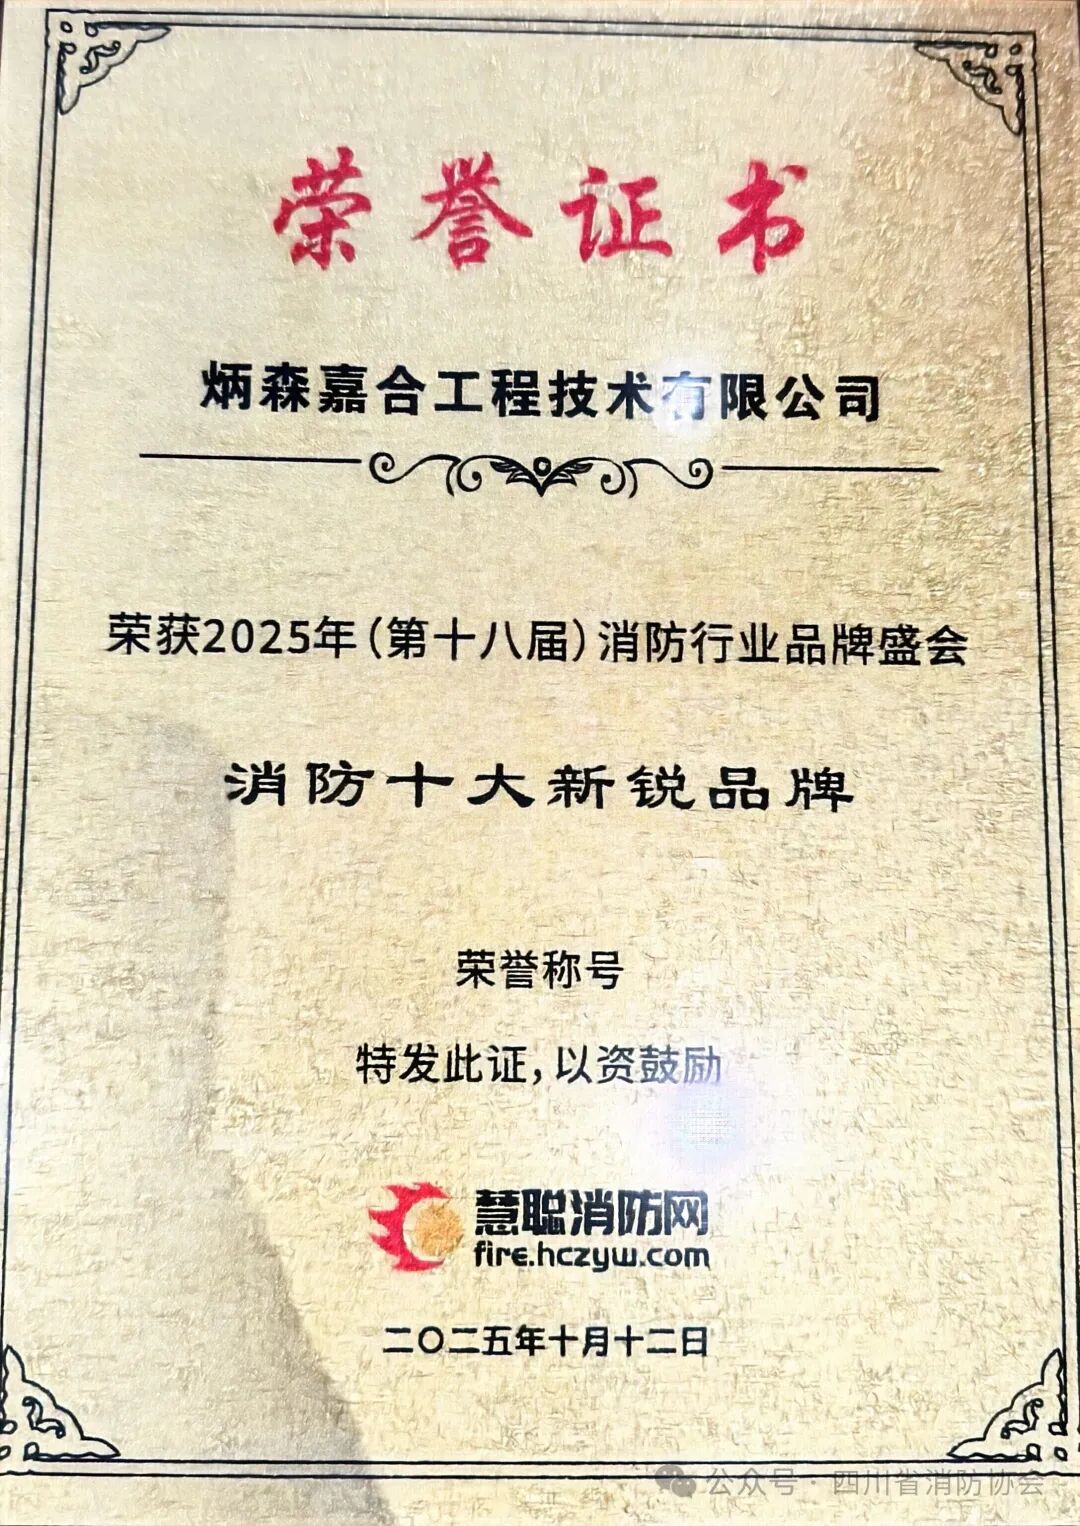 荣誉证书
炳森嘉合工程技术有限公司
荣获2025年(第十八届)消防行业品牌盛会
消防十大新锐品牌
荣誉称号
特发此证,以资鼓励
慧聪消防网
fire.hczyw.com
二〇二五年十月十二日
公众号·四川省消防协会